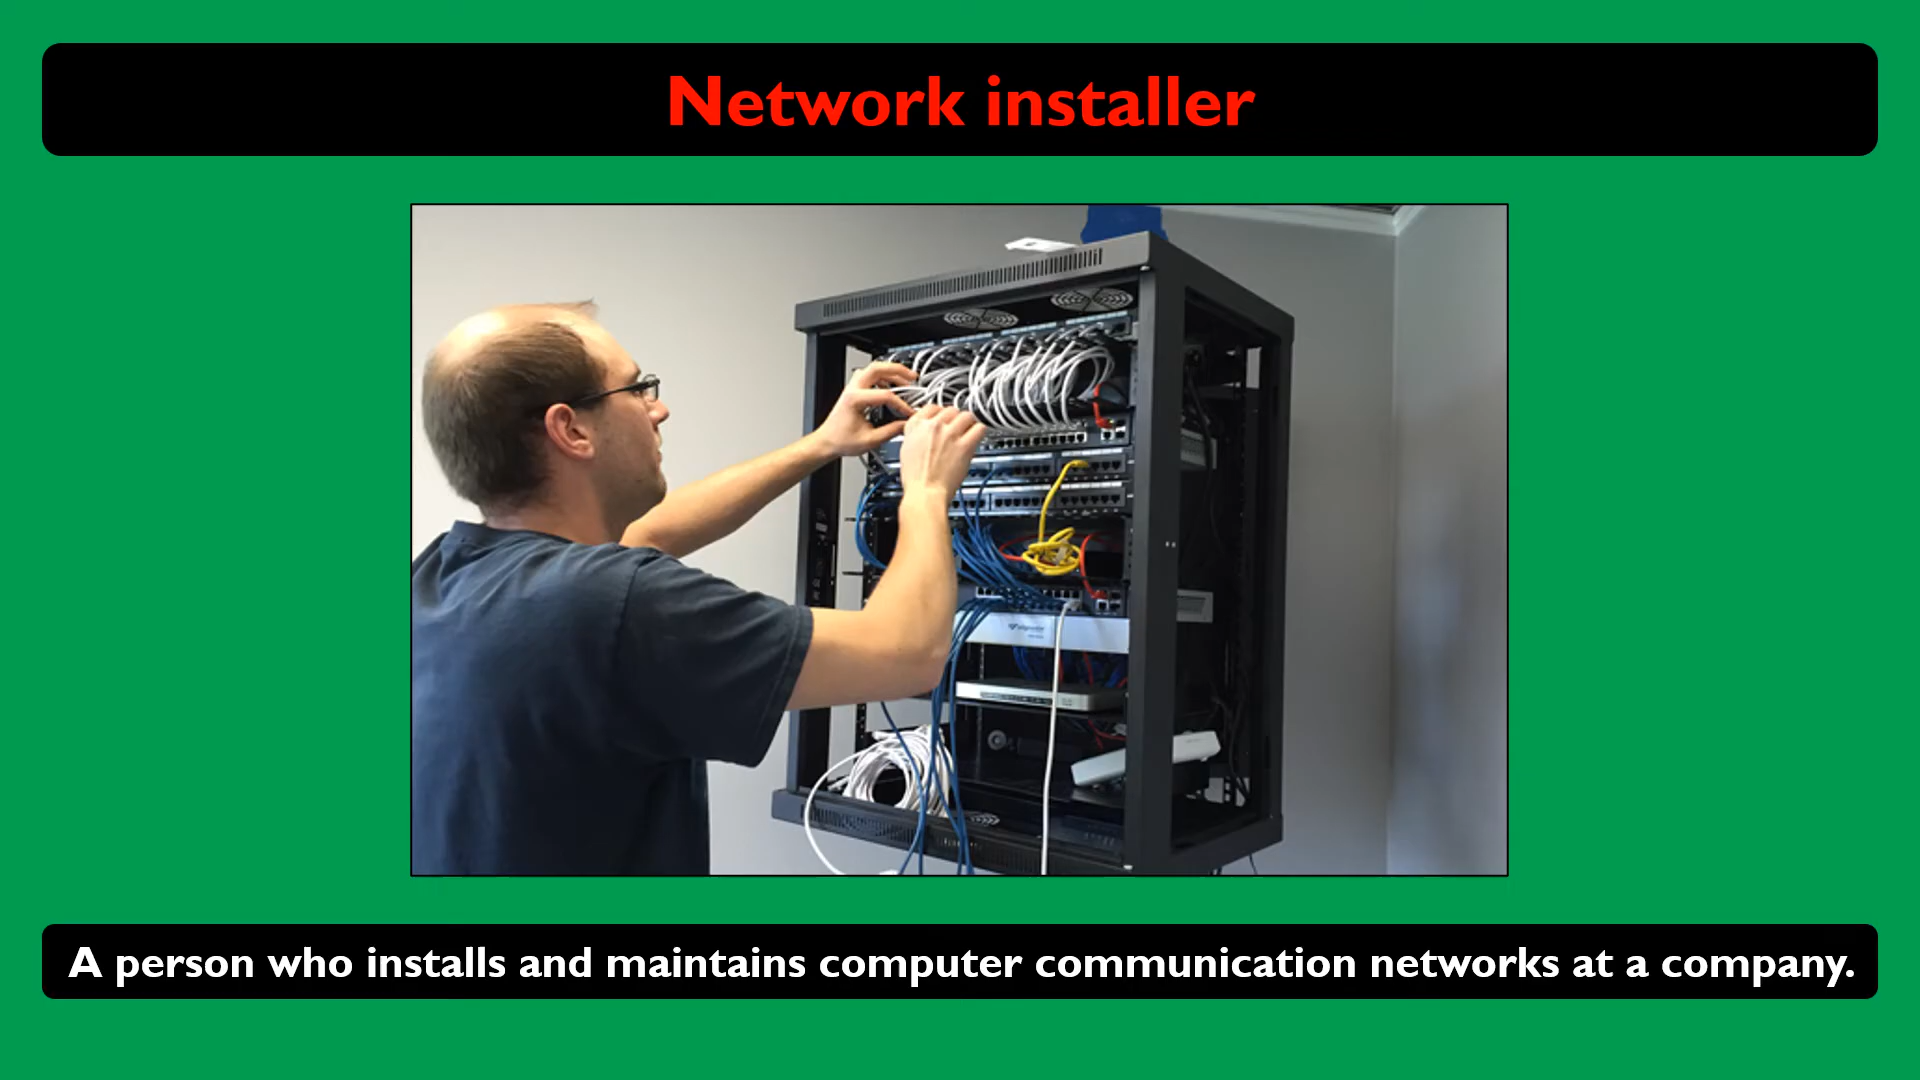 Network installer
A person who installs and maintains computer communication networks at a company.